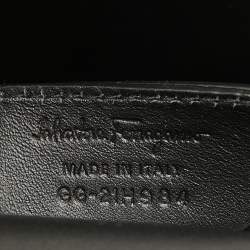 Salvatore Ferragamo
MADE IN ITALY
GG-21H984